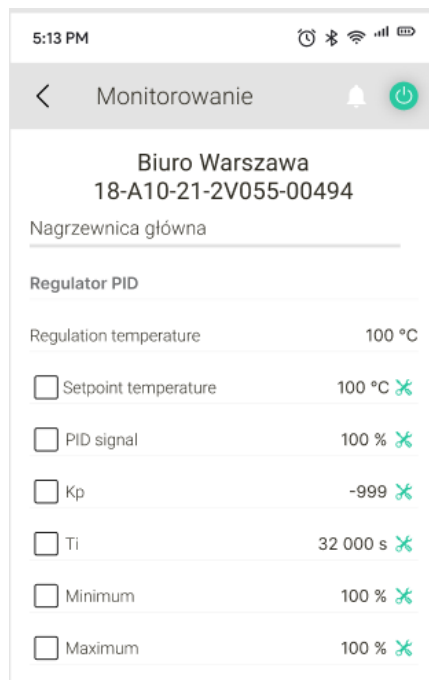 5:13 PM
Monitorowanie
Biuro Warszawa
18-A10-21-2V055-00494
Nagrzewnica główna
Regulator PID
Regulation temperature 100 °C
Setpoint temperature 100 °C
PID signal 100 %
Kp -999
Ti 32 000 s
Minimum 100 %
Maximum 100 %